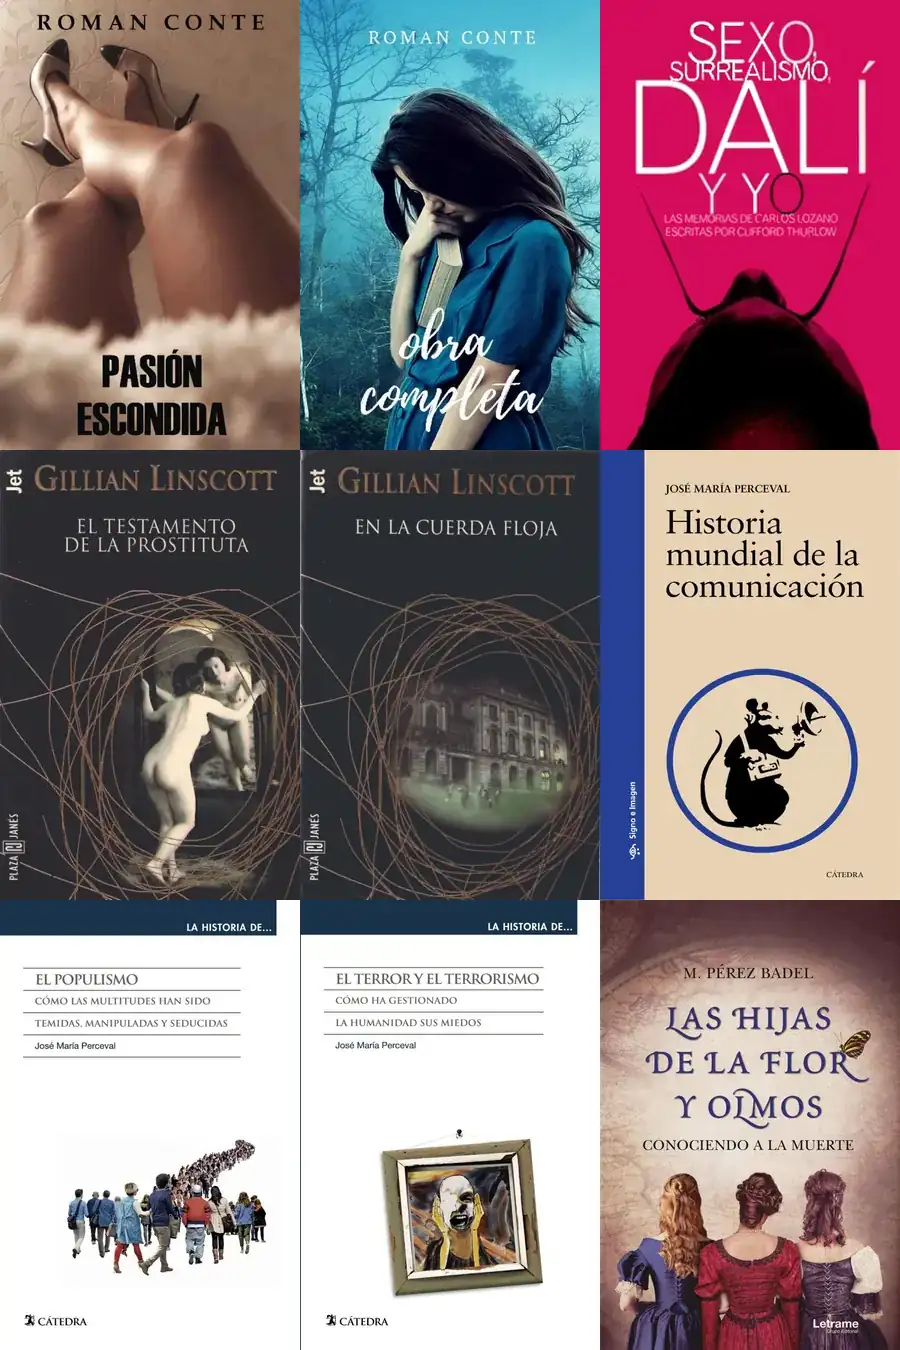 ROMAN CONTE
PASIÓN
ESCONDIDA
ROMAN CONTE
obra
completa
SEXO,
SURREALISMO,
DALÍ
Y YO
LAS MEMORIAS DE CARLOS LOZANO
ESCRITAS POR CLIFFORD THURLOW
Jet
GILLIAN LINSCOTT
EL TESTAMENTO
DE LA PROSTITUTA
PLAZA JANÉS
Jet
GILLIAN LINSCOTT
EN LA CUERDA FLOJA
PLAZA JANÉS
JOSÉ MARÍA PERCEVAL
Historia
mundial de la
comunicación
Signo e Imagen
CÁTEDRA
LA HISTORIA DE...
EL POPULISMO
CÓMO LAS MULTITUDES HAN SIDO
TEMIDAS, MANIPULADAS Y SEDUCIDAS
José María Perceval
CÁTEDRA
LA HISTORIA DE...
EL TERROR Y EL TERRORISMO
CÓMO HA GESTIONADO
LA HUMANIDAD SUS MIEDOS
José María Perceval
CÁTEDRA
M. PÉREZ BADEL
LAS HIJAS
DE LA FLOR
Y OLMOS
CONOCIENDO A LA MUERTE
Letrame
Grupo Editorial